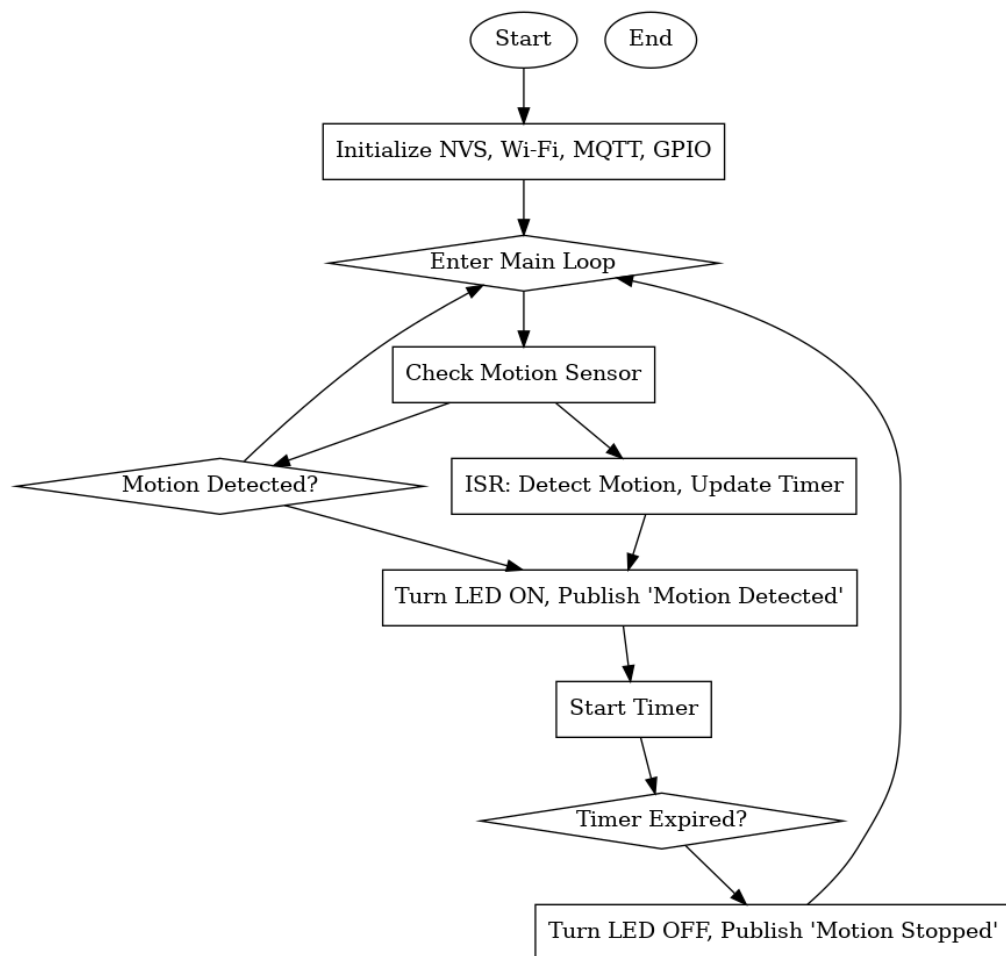 Start
End
Initialize NVS, Wi-Fi, MQTT, GPIO
Enter Main Loop
Check Motion Sensor
Motion Detected?
ISR: Detect Motion, Update Timer
Turn LED ON, Publish 'Motion Detected'
Start Timer
Timer Expired?
Turn LED OFF, Publish 'Motion Stopped'